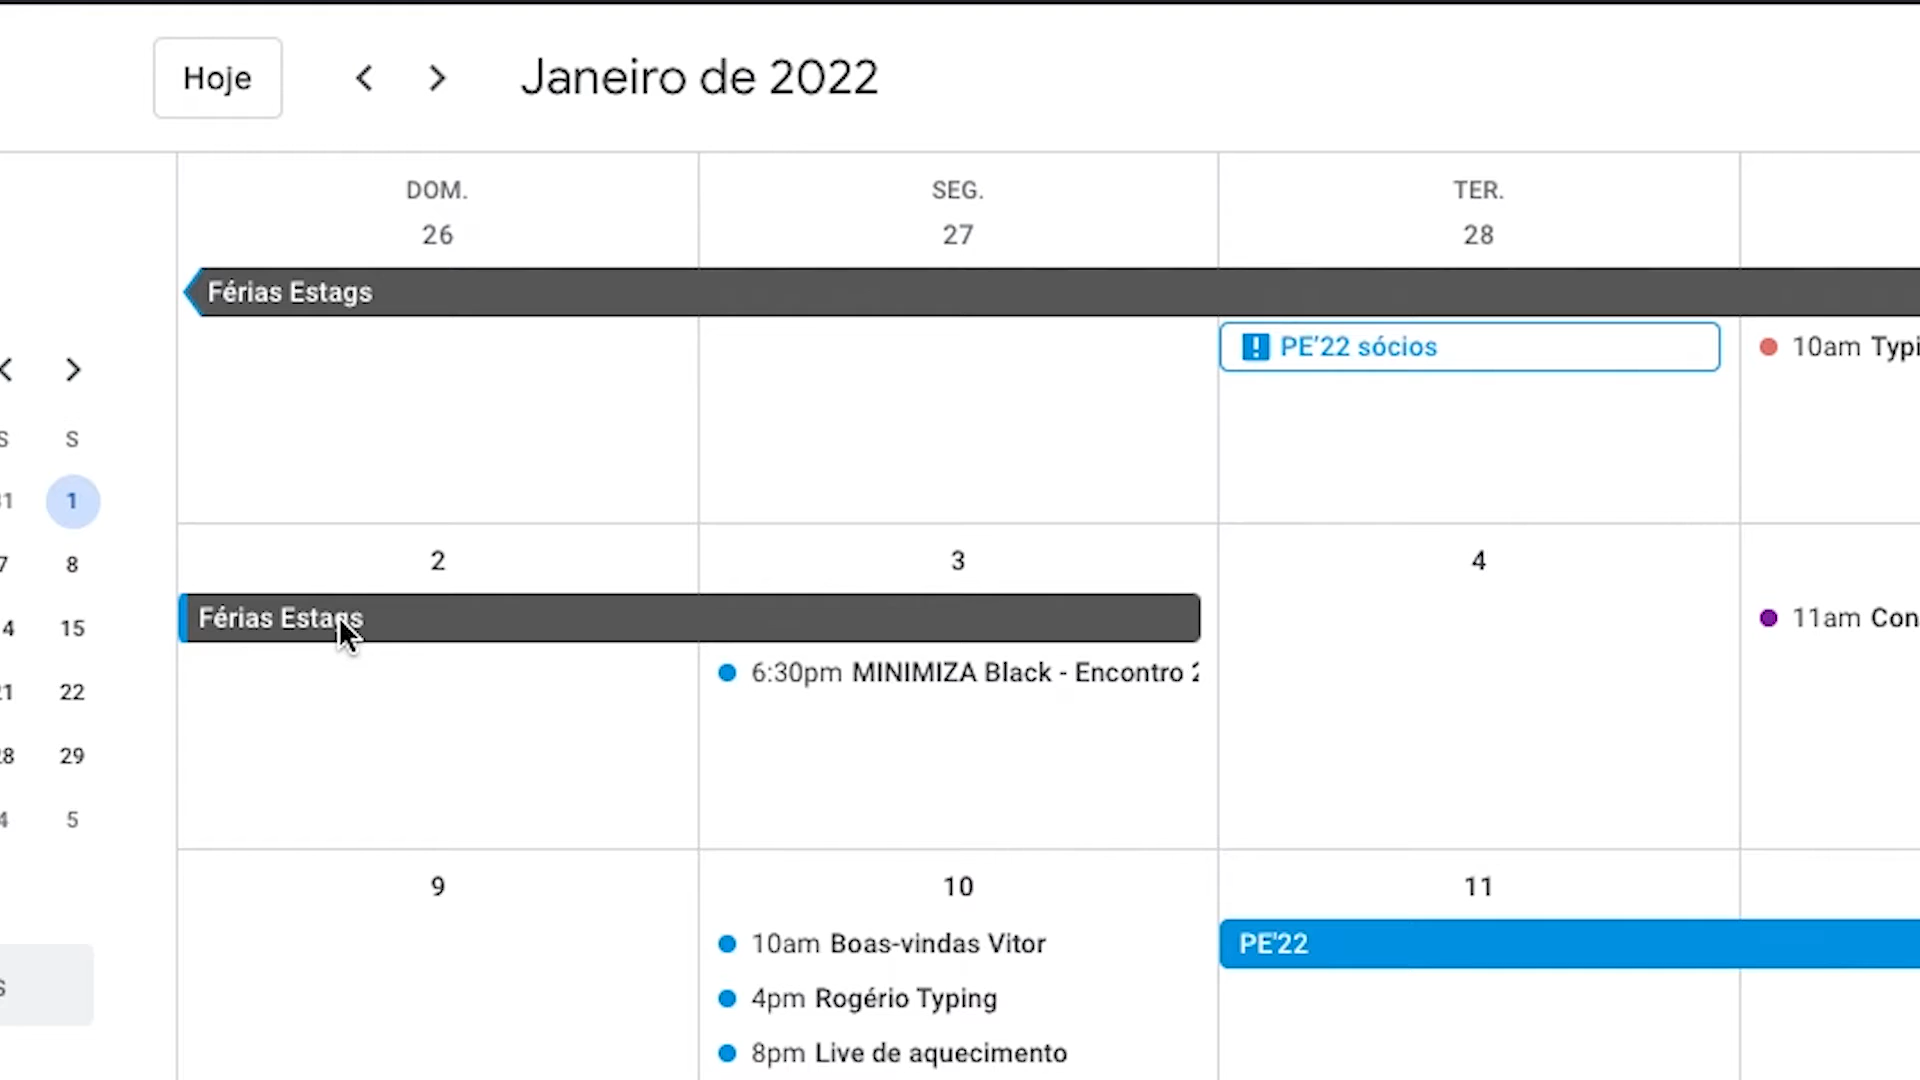 Hoje
Janeiro de 2022
DOM.
SEG.
TER.
26
27
28
Férias Estags
PE'22 sócios
10am
S
S
1
8
15
22
29
5
2
3
4
Férias Estags
11am
6:30pm MINIMIZA Black - Encontro
9
10
11
10am Boas-vindas Vitor
PE'22
4pm Rogério Typing
8pm Live de aquecimento